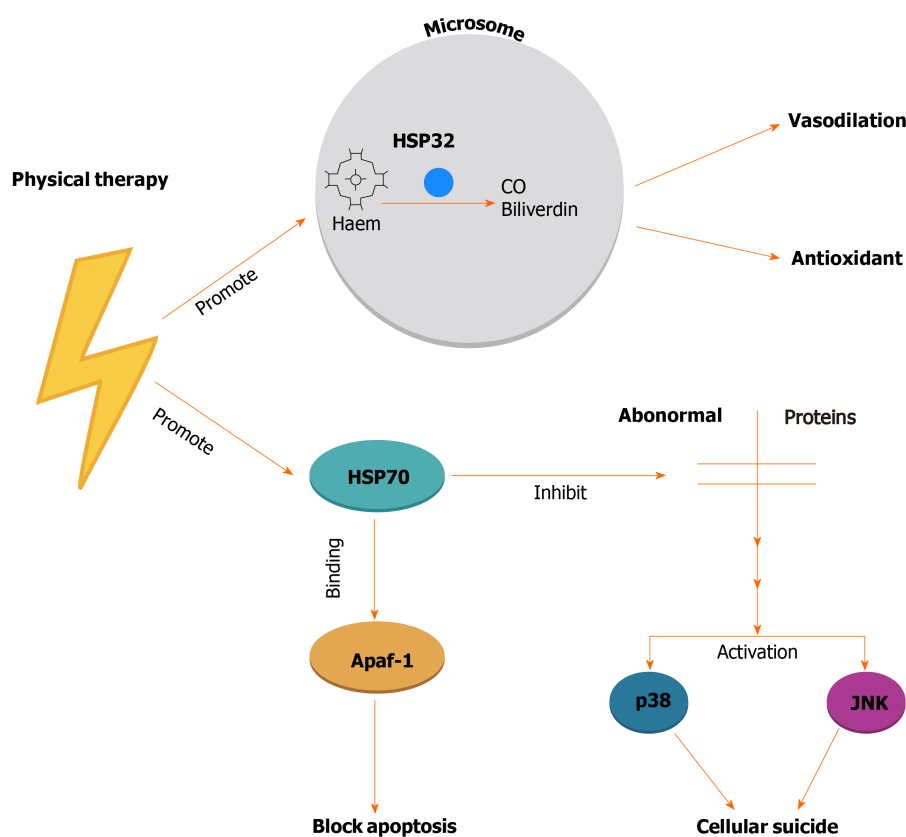 Microsome
HSP32
Haem
CO
Biliverdin
Vasodilation
Antioxidant
Physical therapy
Promote
Promote
HSP70
Inhibit
Abonormal Proteins
Binding
Apaf-1
Activation
p38
JNK
Block apoptosis
Cellular suicide